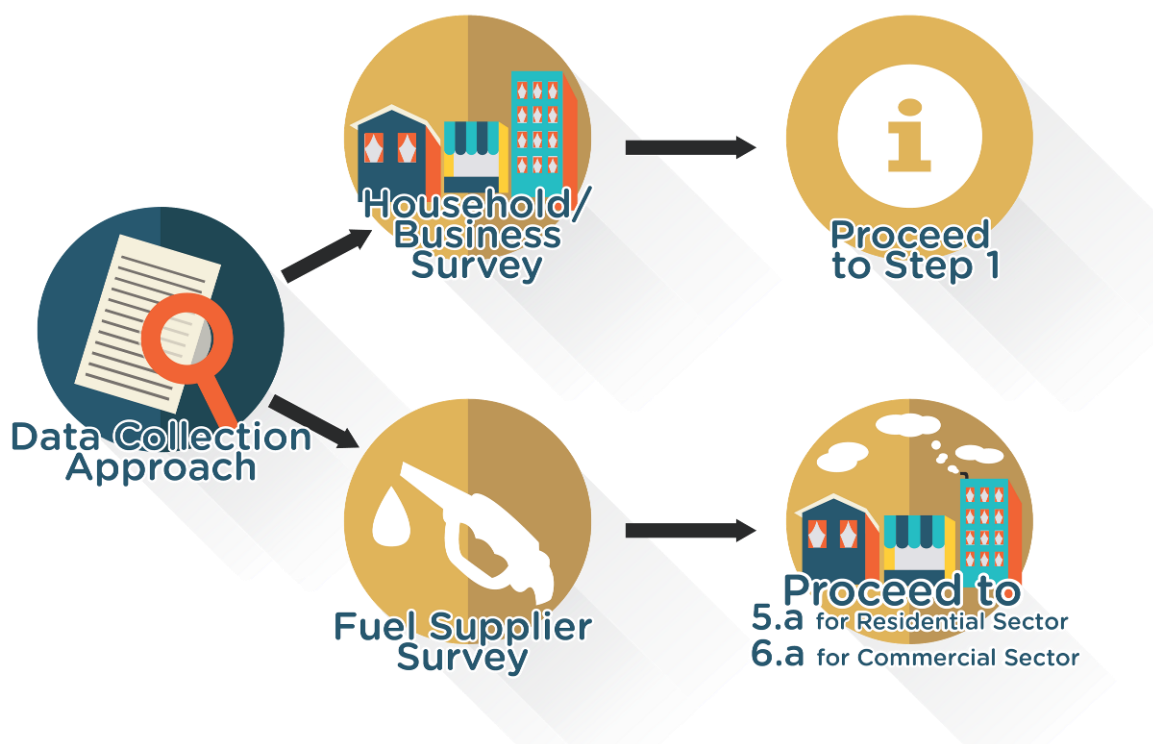 Data Collection
Approach
Household/
Business
Survey
Proceed
to Step 1
Fuel Supplier
Survey
Proceed to
5.a for Residential Sector
6.a for Commercial Sector